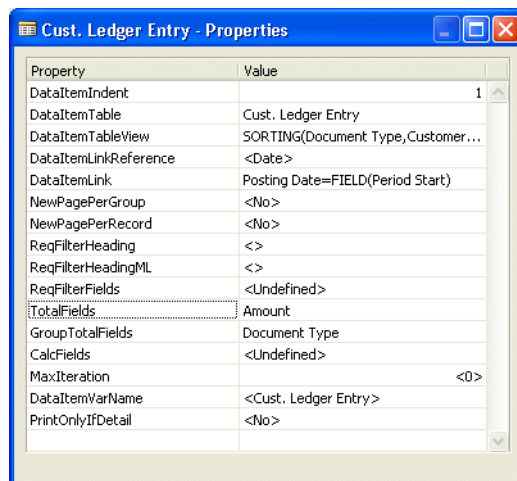 Cust. Ledger Entry - Properties
Property Value
DataItemIndent 1
DataItemTable Cust. Ledger Entry
DataItemTableView SORTING(Document Type,Customer...
DataItemLinkReference <Date>
DataItemLink Posting Date=FIELD(Period Start)
NewPagePerGroup <No>
NewPagePerRecord <No>
ReqFilterHeading <>
ReqFilterHeadingML <>
ReqFilterFields <Undefined>
TotalFields Amount
GroupTotalFields Document Type
CalcFields <Undefined>
MaxIteration <0>
DataItemVarName <Cust. Ledger Entry>
PrintOnlyIfDetail <No>